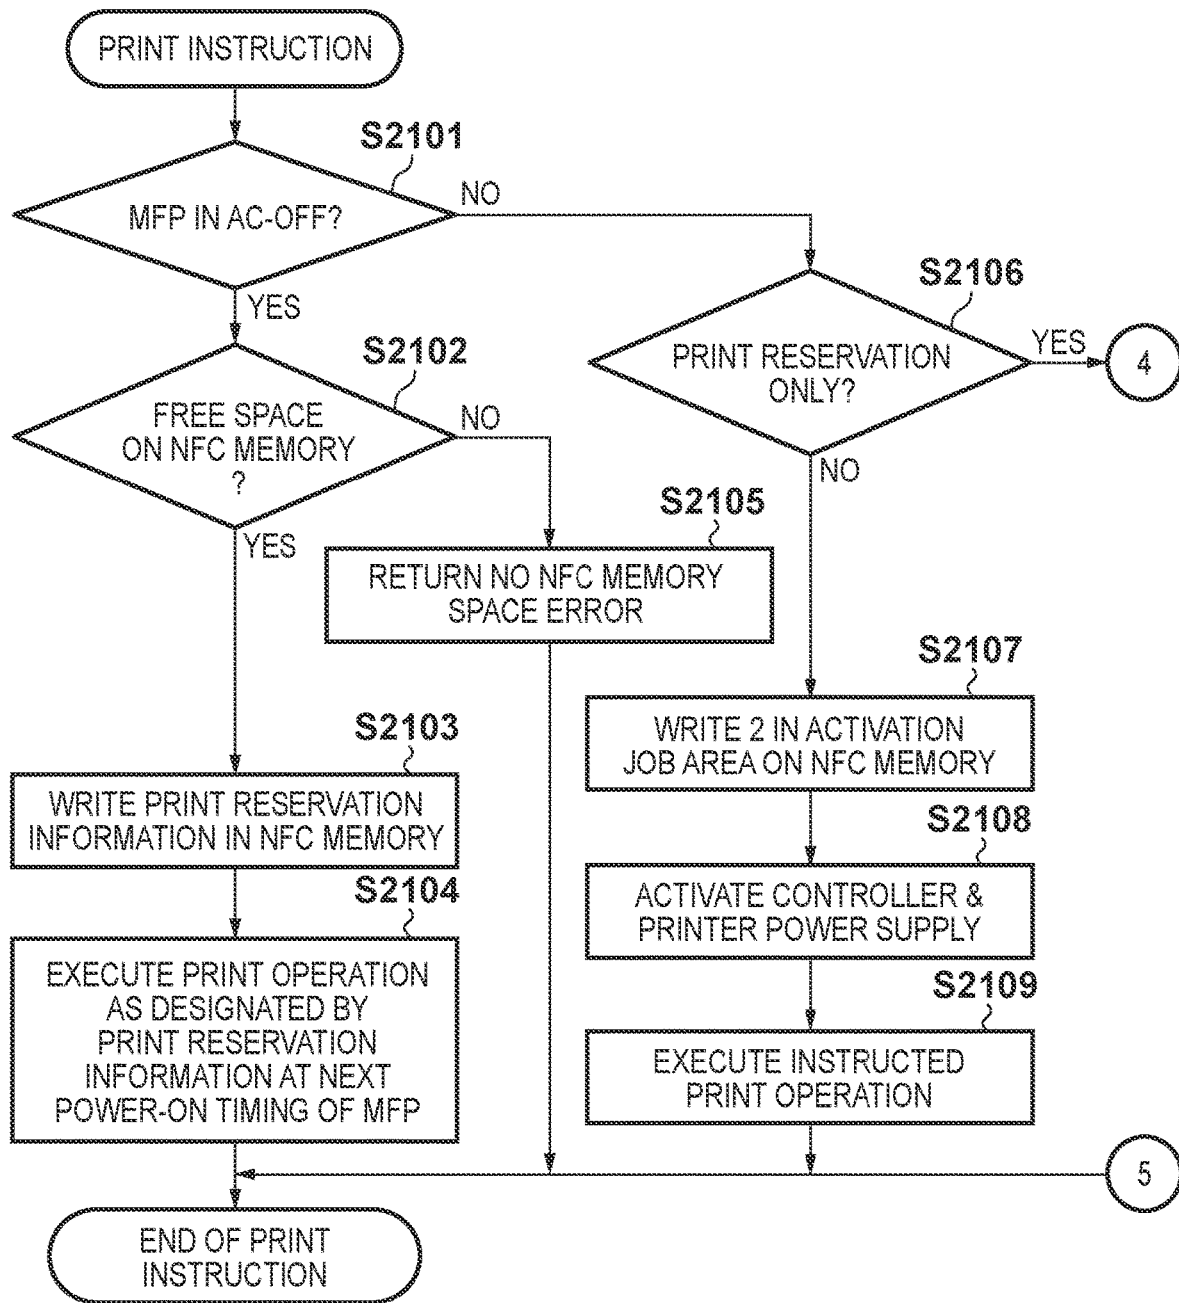 PRINT INSTRUCTION
S2101
MFP IN AC-OFF?
NO
YES
S2106
PRINT RESERVATION
ONLY?
YES
4
NO
S2102
FREE SPACE
ON NFC MEMORY
?
NO
YES
S2105
RETURN NO NFC MEMORY
SPACE ERROR
S2107
WRITE 2 IN ACTIVATION
JOB AREA ON NFC MEMORY
S2103
WRITE PRINT RESERVATION
INFORMATION IN NFC MEMORY
S2108
ACTIVATE CONTROLLER &
PRINTER POWER SUPPLY
S2104
EXECUTE PRINT OPERATION
AS DESIGNATED BY
PRINT RESERVATION
INFORMATION AT NEXT
POWER-ON TIMING OF MFP
S2109
EXECUTE INSTRUCTED
PRINT OPERATION
5
END OF PRINT
INSTRUCTION